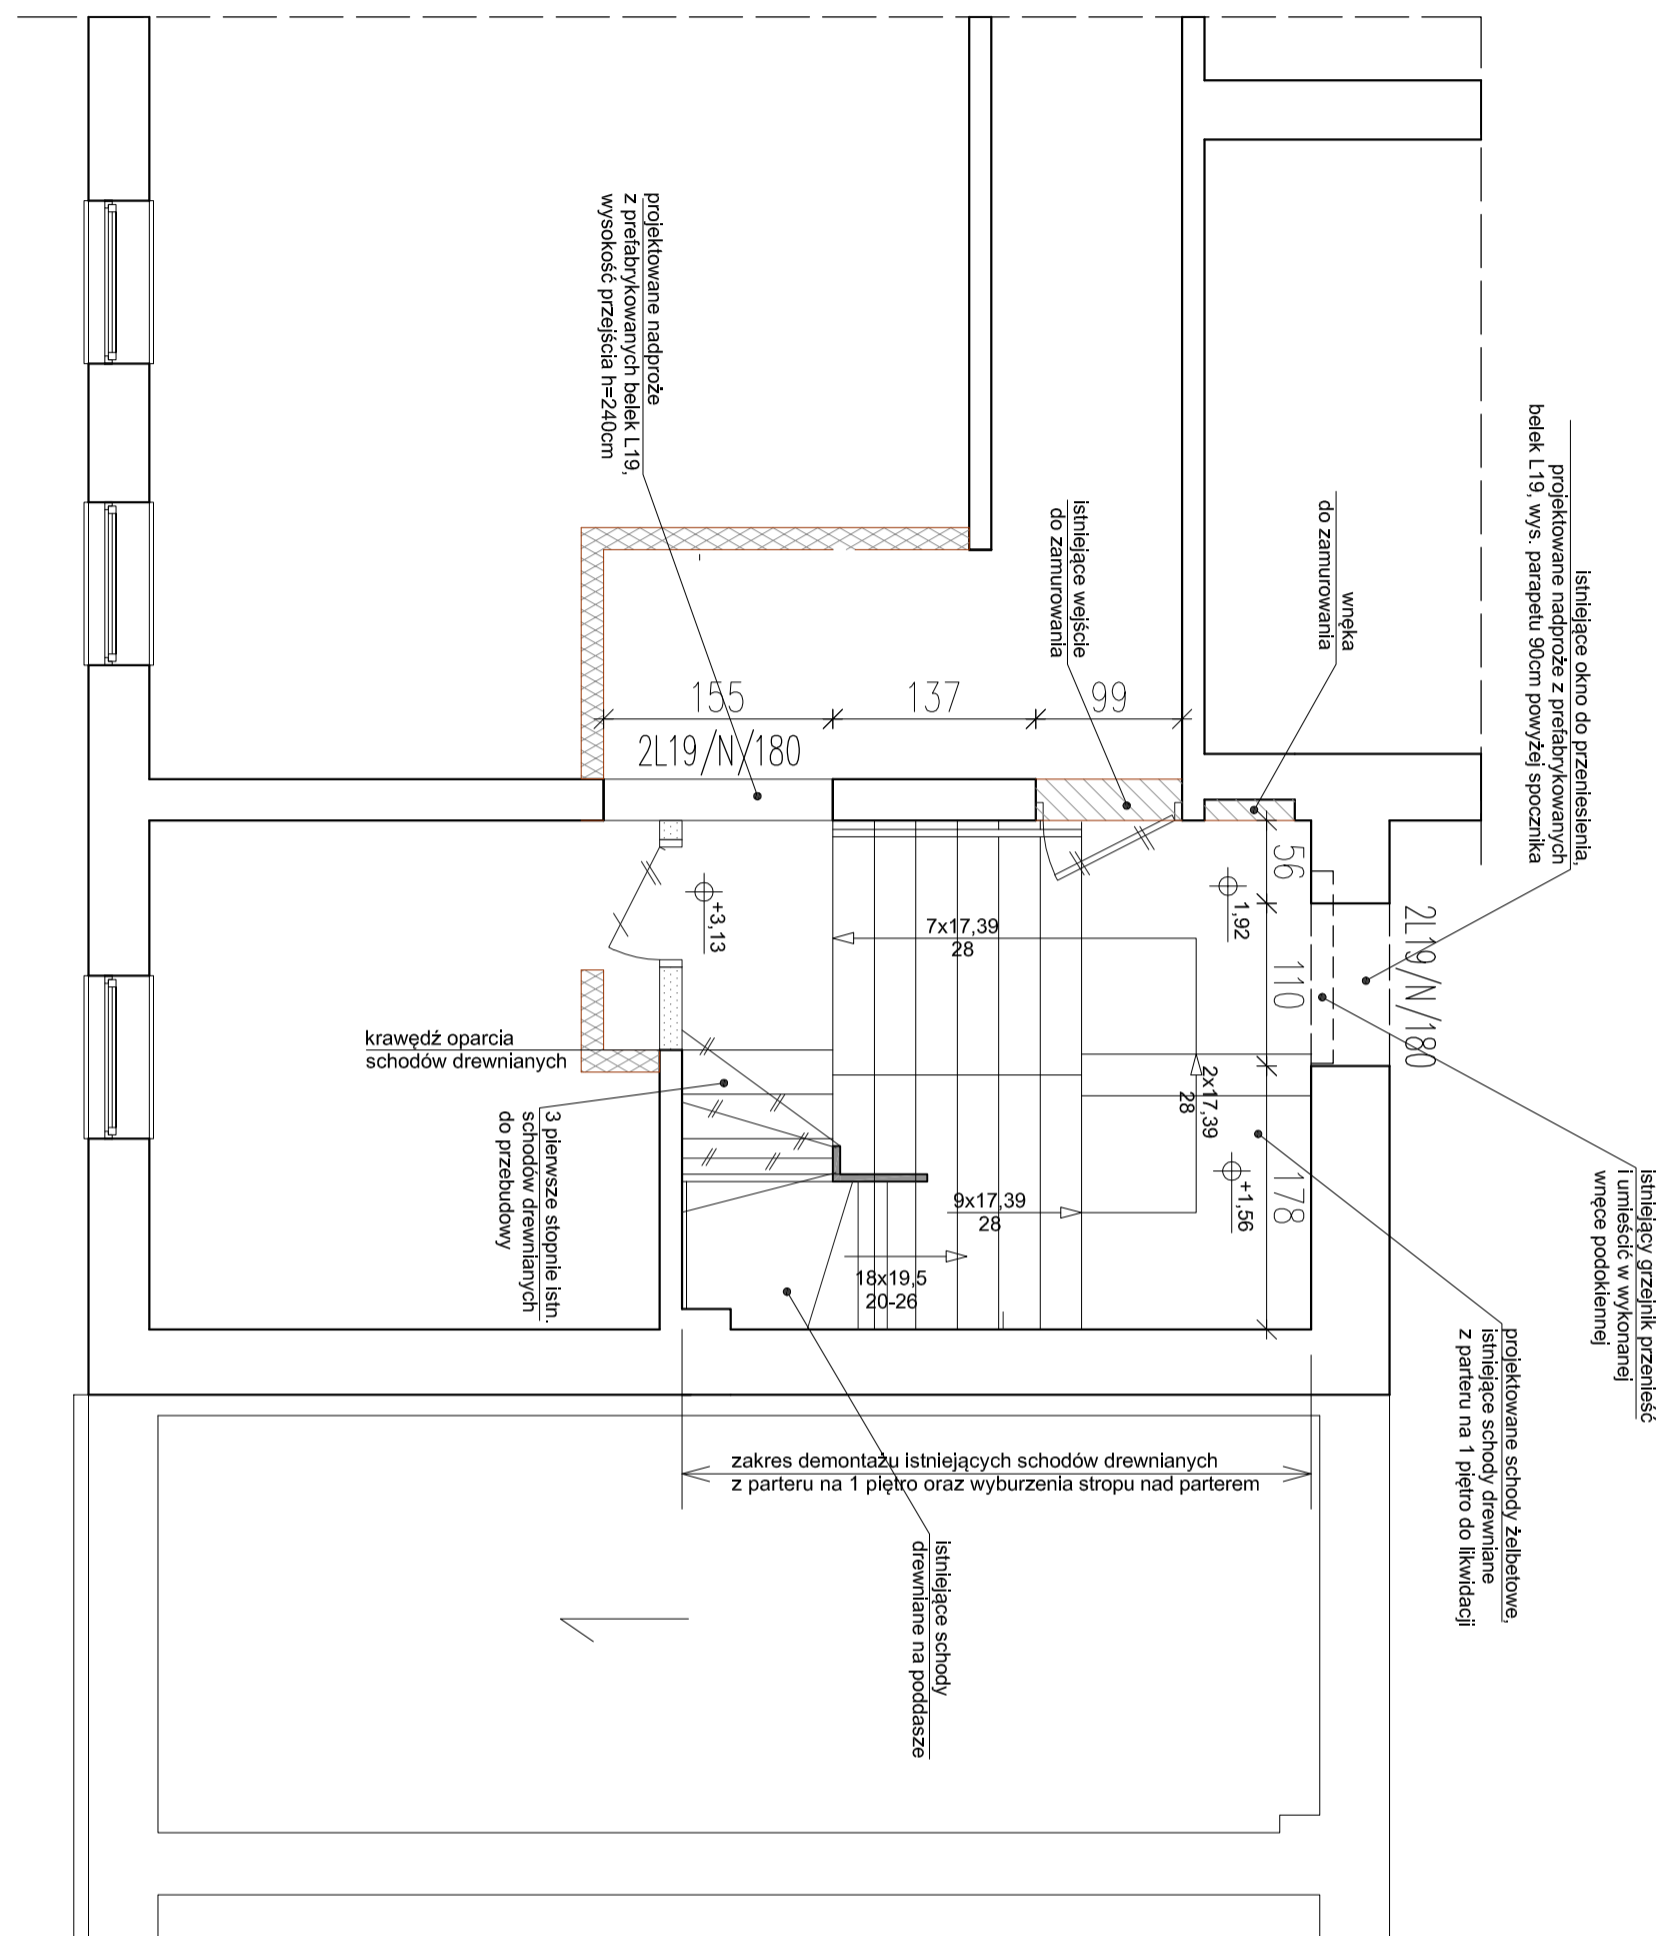 istniejące okno do przeniesienia,
projektowane nadproże z prefabrykowanych
belek L19, wys. parapetu 90cm powyżej spocznika
wnęka
do zamurowania
istniejące wejście
do zamurowania
projektowane nadproże
z prefabrykowanych belek L19,
wysokość przejścia h=240cm
155
137
99
2L19/N/180
56
110
178
2L19/N/180
+3,13
1,92
+1,56
7x17,39
28
2x17,39
28
9x17,39
28
18x19,5
20-26
krawędź oparcia
schodów drewnianych
3 pierwsze stopnie istn.
schodów drewnianych
do przebudowy
istniejący grzejnik przenieść
i umieścić w wykonanej
wnęce podokiennej
projektowane schody żelbetowe,
istniejące schody drewniane
z parteru na 1 piętro do likwidacji
zakres demontażu istniejących schodów drewnianych
z parteru na 1 piętro oraz wyburzenia stropu nad parterem
istniejące schody
drewniane na poddasze